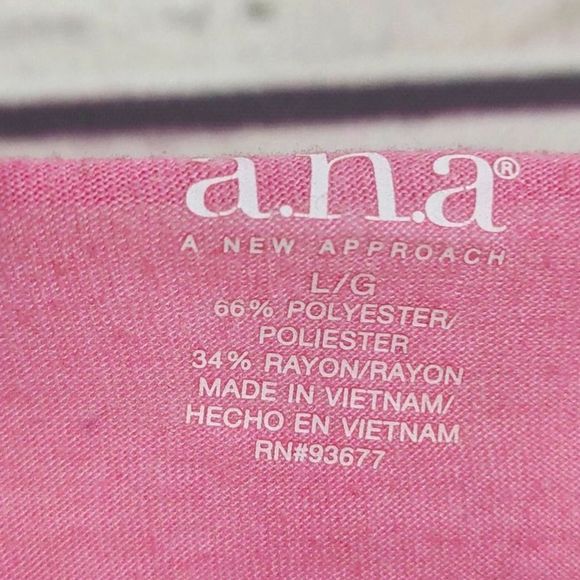 a.n.a®
A NEW APPROACH
L/G
66% POLYESTER/
POLIESTER
34% RAYON/RAYON
MADE IN VIETNAM/
HECHO EN VIETNAM
RN#93677